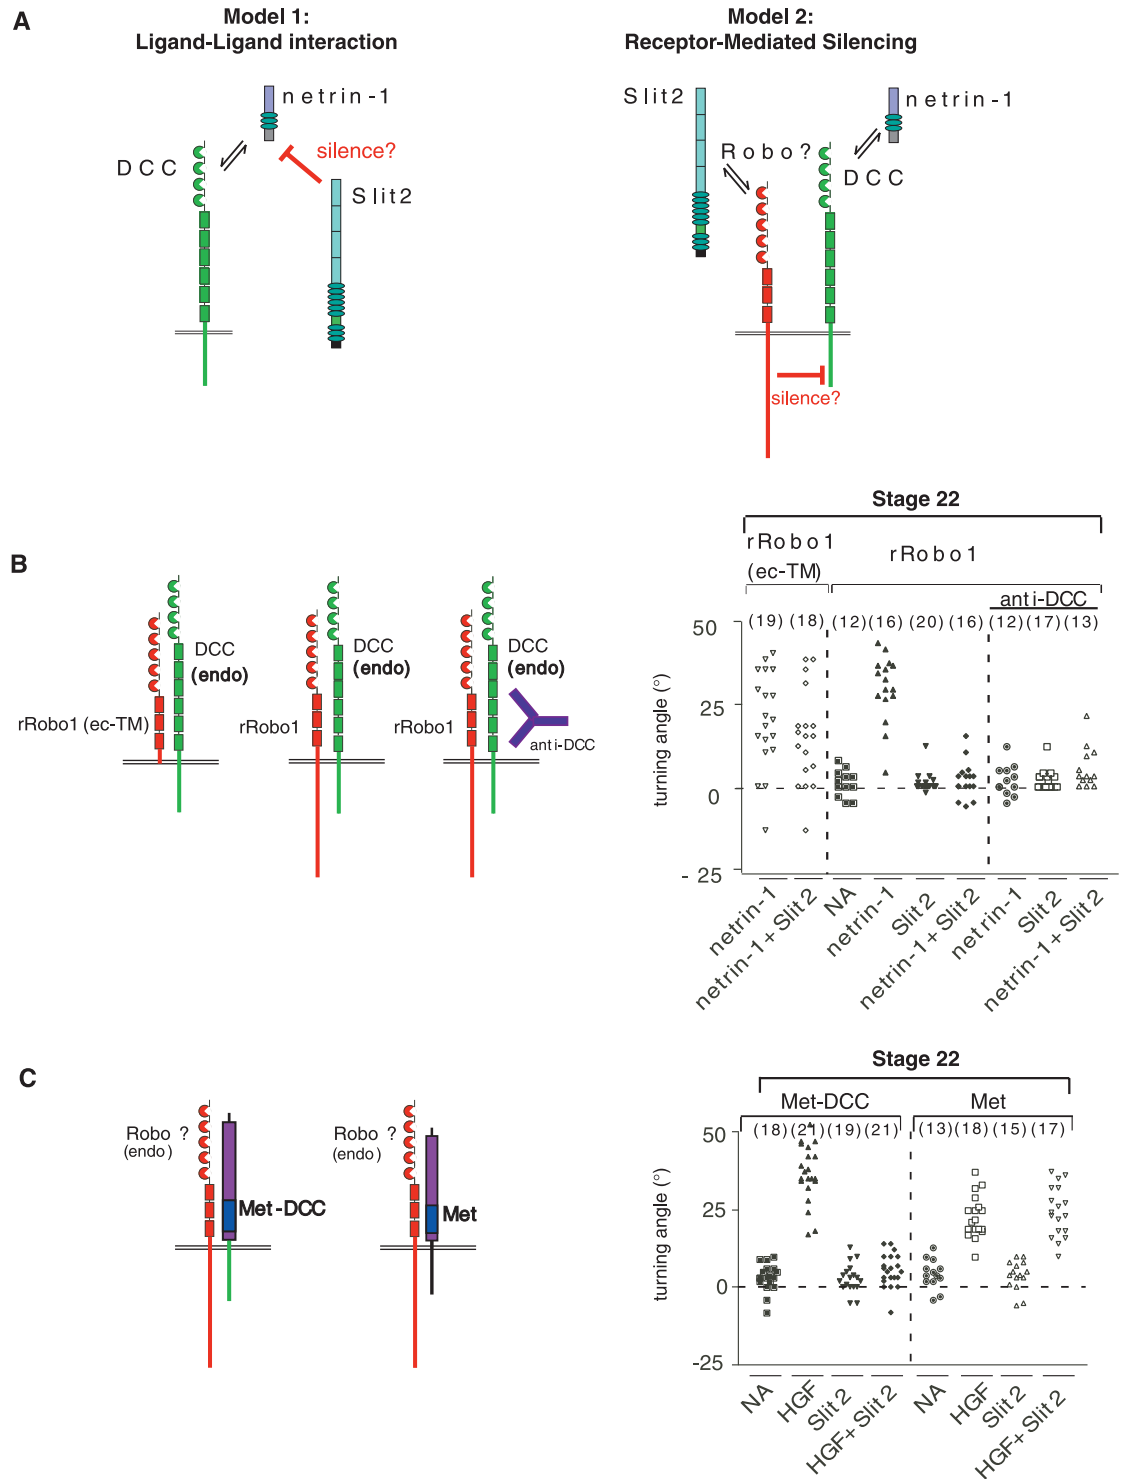 A
Model 1:
Ligand-Ligand interaction
netrin-1
DCC
silence?
Slit2
Model 2:
Receptor-Mediated Silencing
Slit2
netrin-1
Robo?
DCC
silence?
B
DCC
(endo)
rRobo1 (ec-TM)
DCC
(endo)
rRobo1
DCC
(endo)
rRobo1
anti-DCC
Stage 22
rRobo1
(ec-TM)
rRobo1
anti-DCC
(19) (18) (12) (16) (20) (16) (12) (17) (13)
turning angle (°)
50
25
0
- 25
netrin-1
netrin-1+ Slit2
NA
netrin-1
Slit2
netrin-1+ Slit2
netrin-1
Slit2
netrin-1+ Slit2
C
Robo ?
(endo)
Met-DCC
Robo ?
(endo)
Met
Stage 22
Met-DCC
Met
(18) (21) (19) (21) (13) (18) (15) (17)
turning angle (°)
50
25
0
-25
NA
HGF
Slit2
HGF+ Slit2
NA
HGF
Slit2
HGF+ Slit2